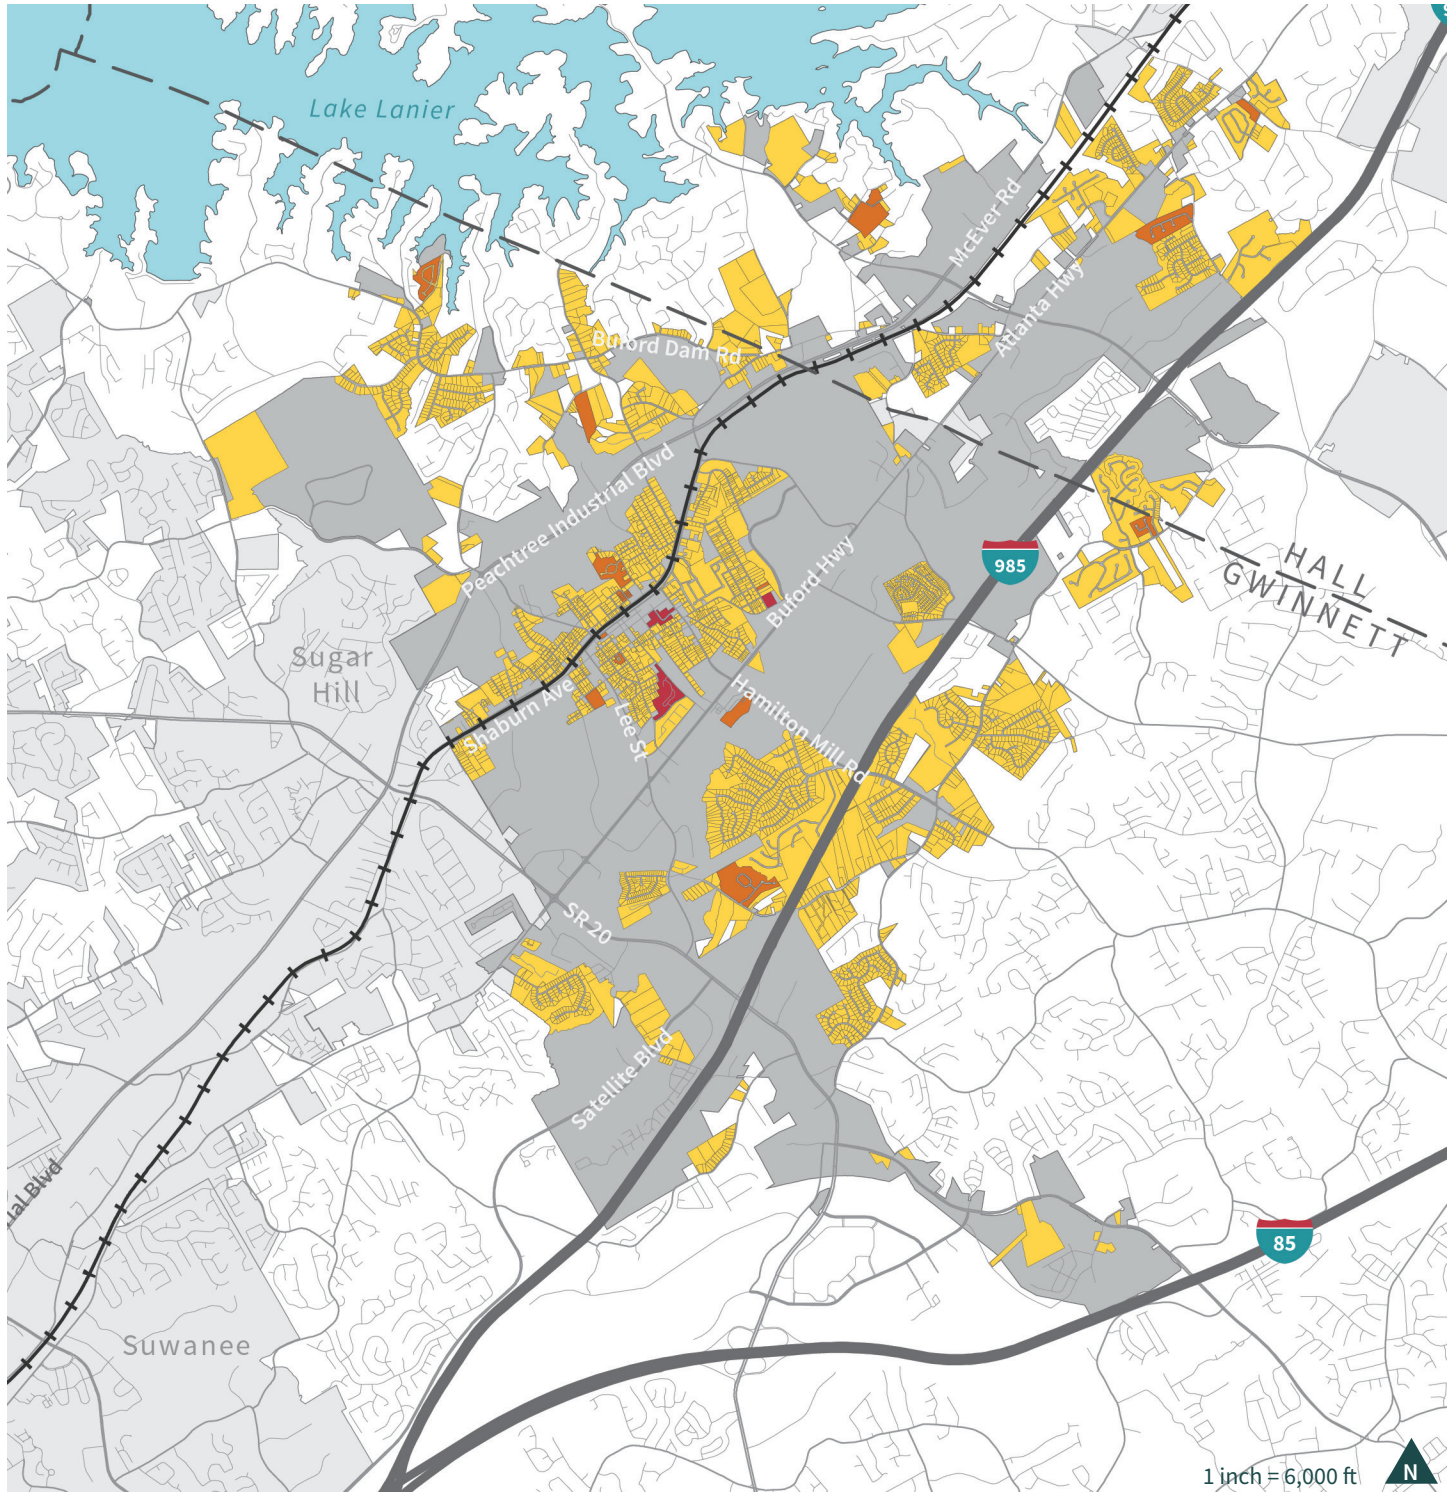 Lake Lanier
McEver Rd
Atlanta Hwy
Buford Dam Rd
Peachtree Industrial Blvd
985
HALL
GWINNETT
Buford Hwy
Sugar
Hill
Shaburn Ave
Lee St
Hamilton Mill Rd
SR 20
Satellite Blvd
Blvd
85
Suwanee
1 inch = 6,000 ft
N